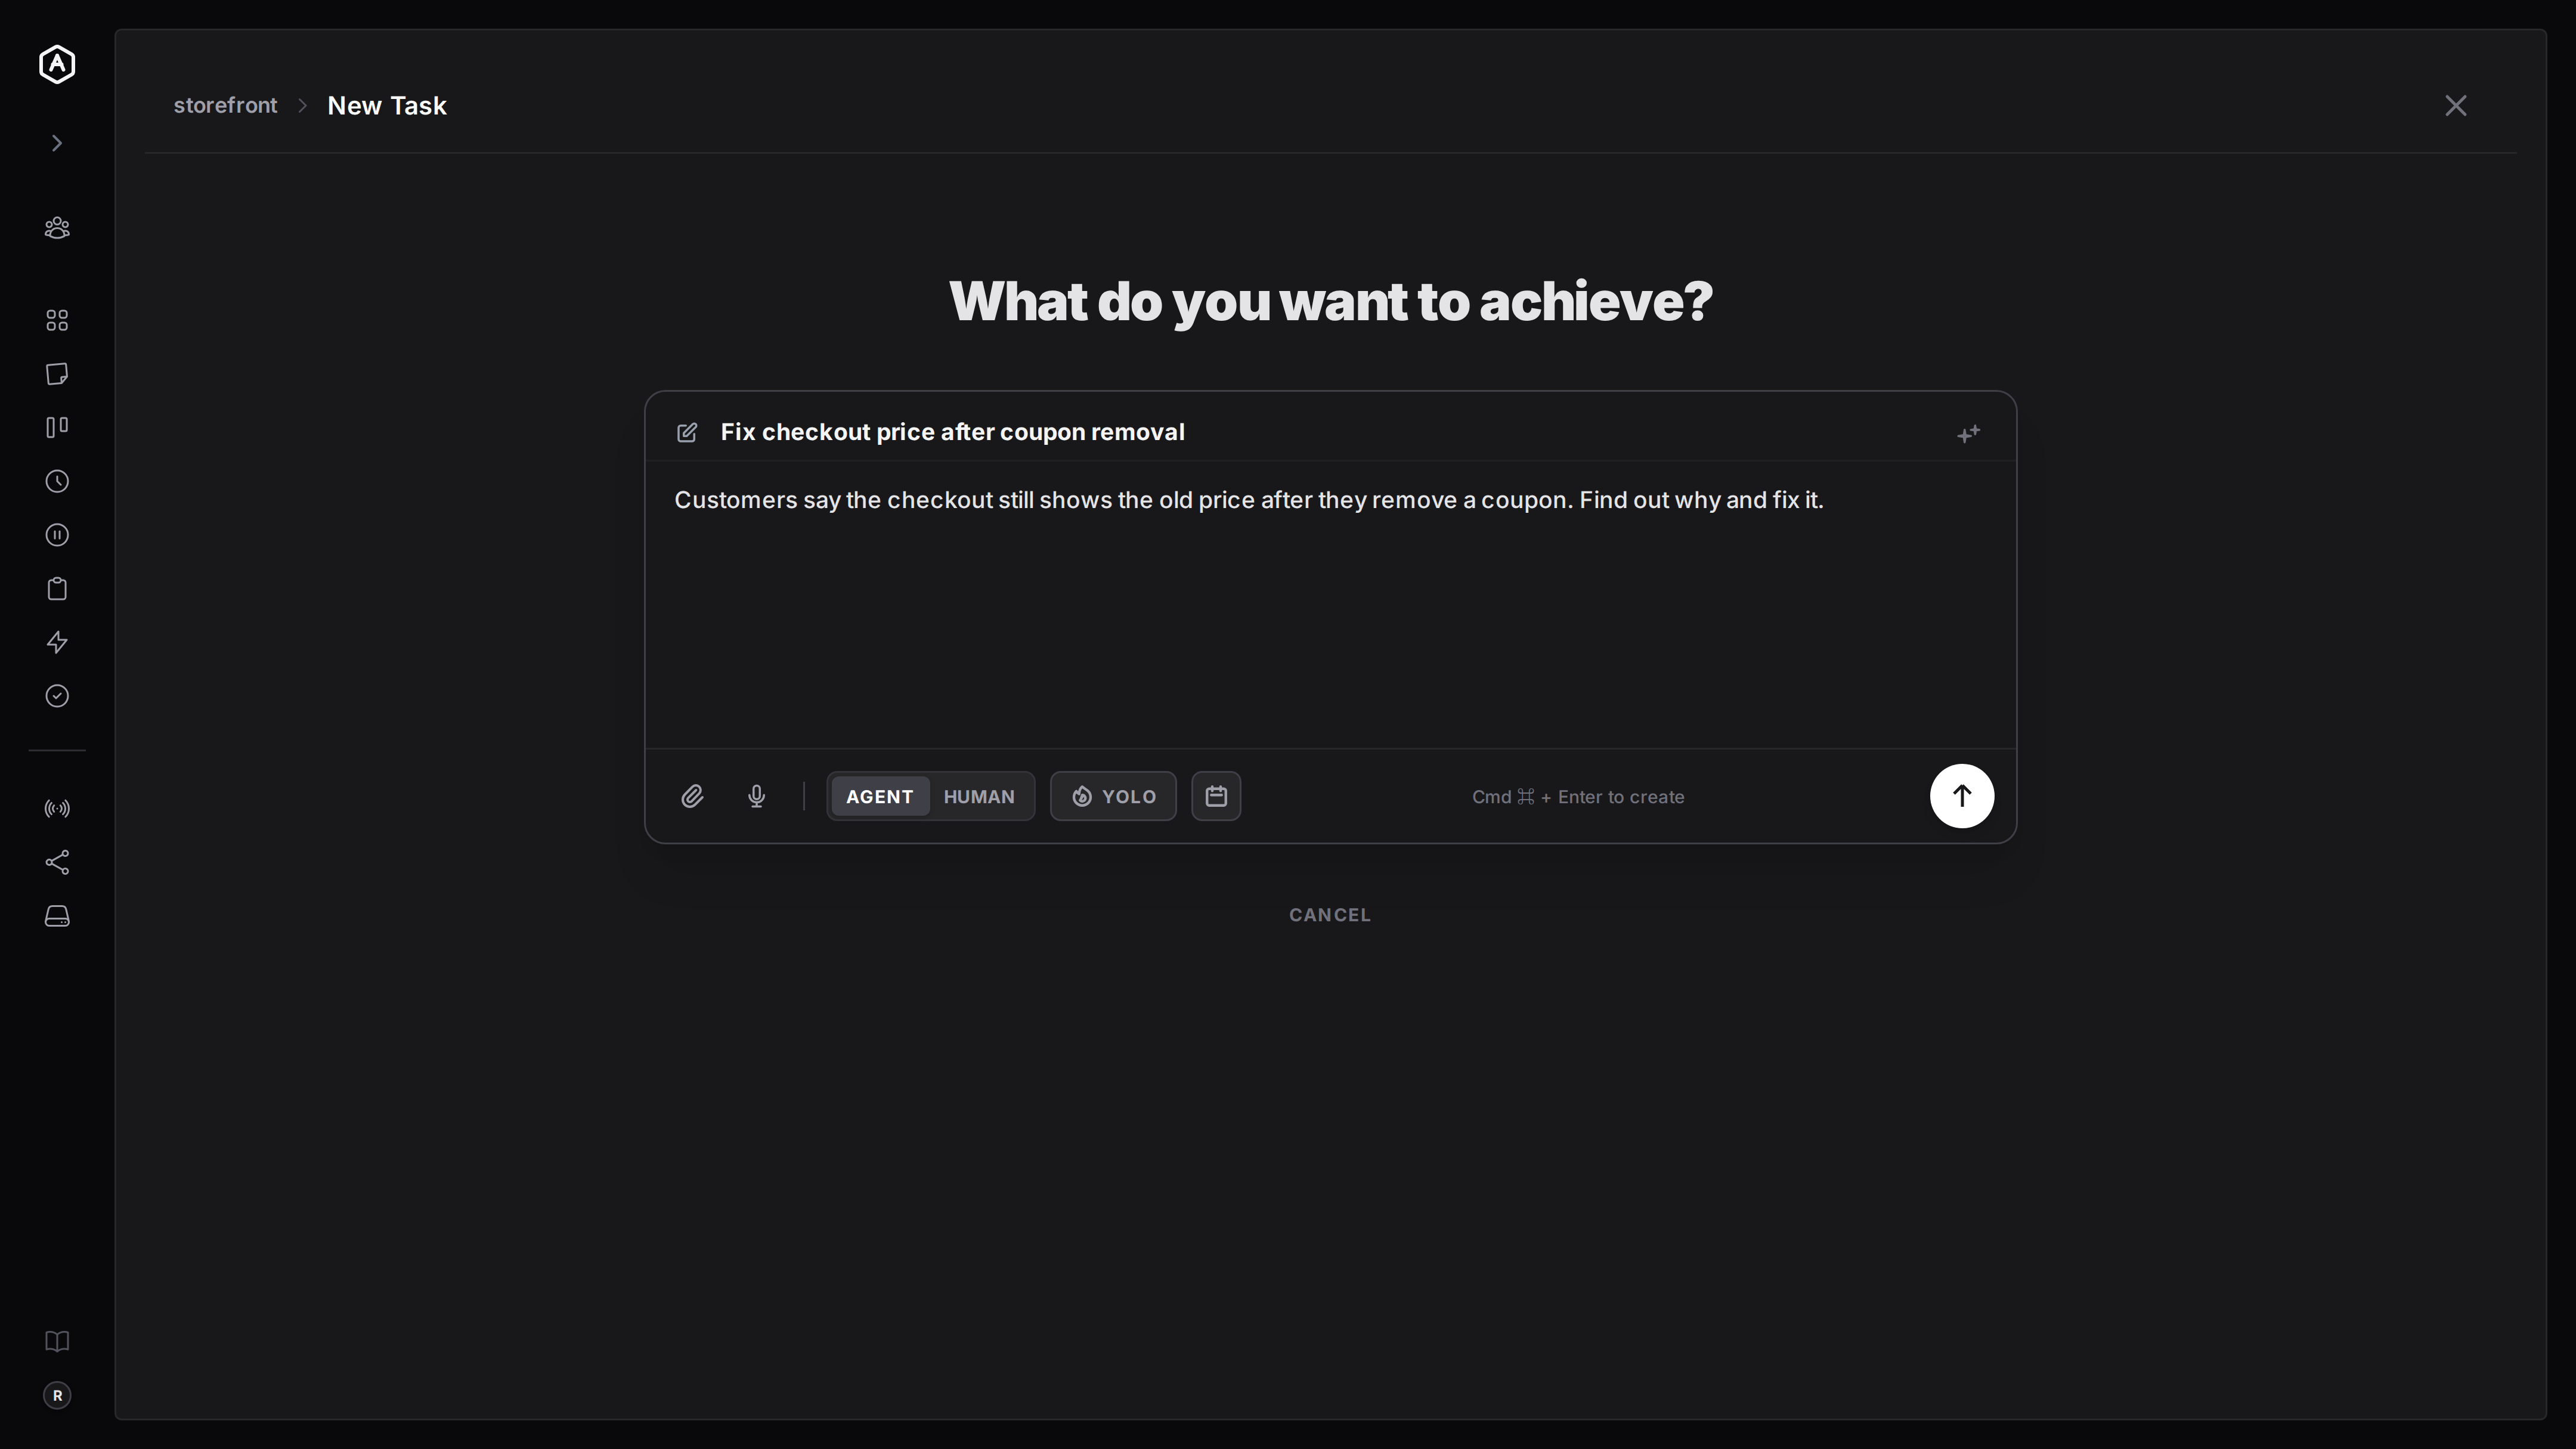 A
storefront > New Task
What do you want to achieve?
Fix checkout price after coupon removal
Customers say the checkout still shows the old price after they remove a coupon. Find out why and fix it.
AGENT HUMAN YOLO Cmd ⌘ + Enter to create
CANCEL
R